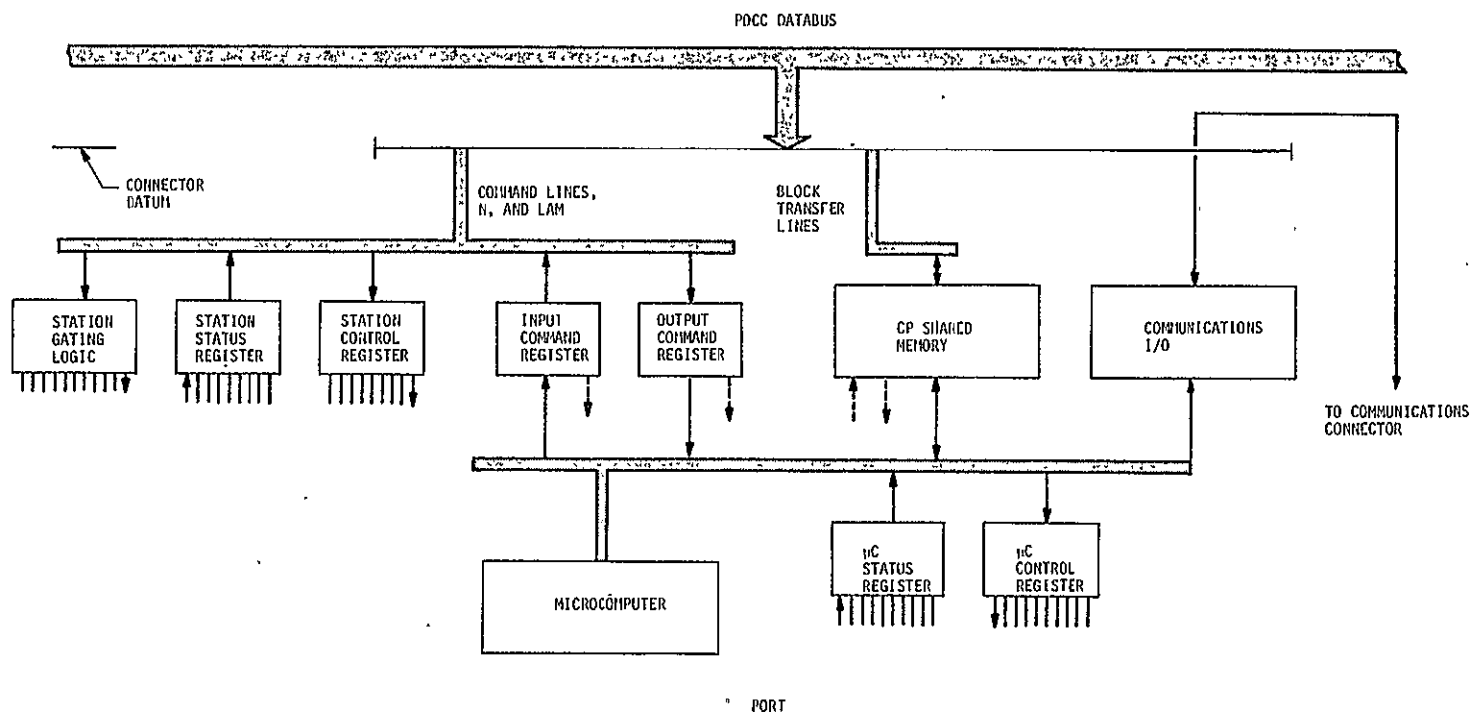 POCC DATABUS
CONNECTOR
DATUM
COMMAND LINES,
N, AND LAM
BLOCK
TRANSFER
LINES
STATION
GATING
LOGIC
STATION
STATUS
REGISTER
STATION
CONTROL
REGISTER
INPUT
COMMAND
REGISTER
OUTPUT
COMMAND
REGISTER
CP SHARED
MEMORY
COMMUNICATIONS
I/O
TO COMMUNICATIONS
CONNECTOR
MICROCOMPUTER
μC
STATUS
REGISTER
μC
CONTROL
REGISTER
PORT